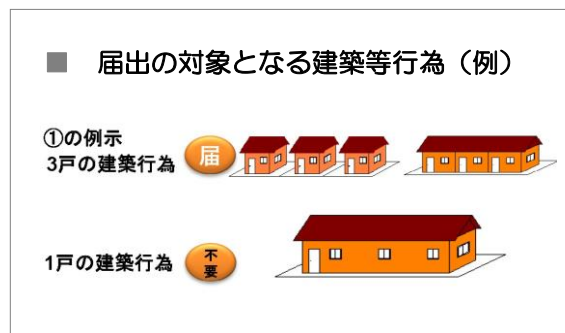 ■ 届出の対象となる建築等行為（例）
①の例示
3戸の建築行為
届
1戸の建築行為
不
要